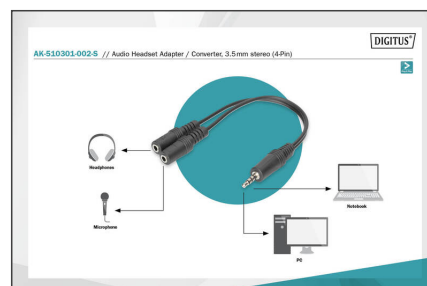 DIGITUS®
AK-510301-002-S // Audio Headset Adapter / Converter, 3.5mm stereo (4-Pin)
Headphones
Microphone
Notebook
PC